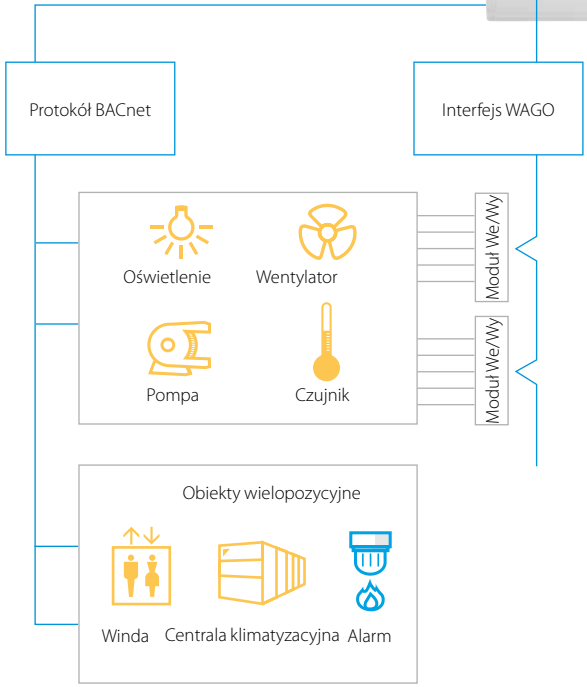 Protokół BACnet
Interfejs WAGO
Oświetlenie
Wentylator
Moduł We/Wy
Pompa
Czujnik
Moduł We/Wy
Obiekty wielopozycyjne
Winda
Centrala klimatyzacyjna
Alarm